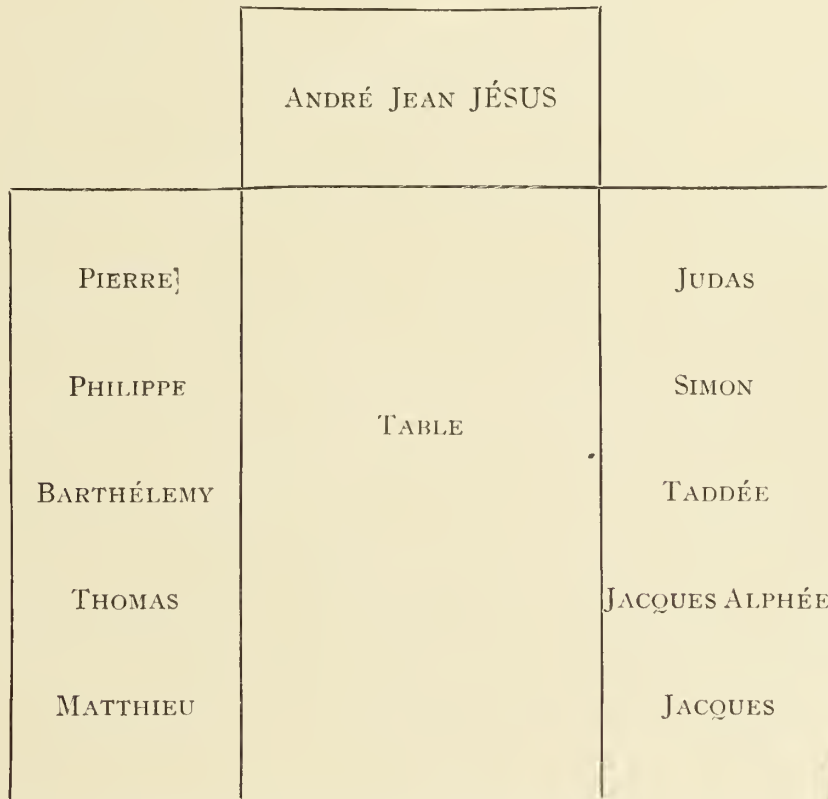 ANDRÉ JEAN JÉSUS
PIERRE}
JUDAS
PHILIPPE
SIMON
TABLE
BARTHÉLEMY
TADDÉE
THOMAS
JACQUES ALPHÉE
MATTHIEU
JACQUES